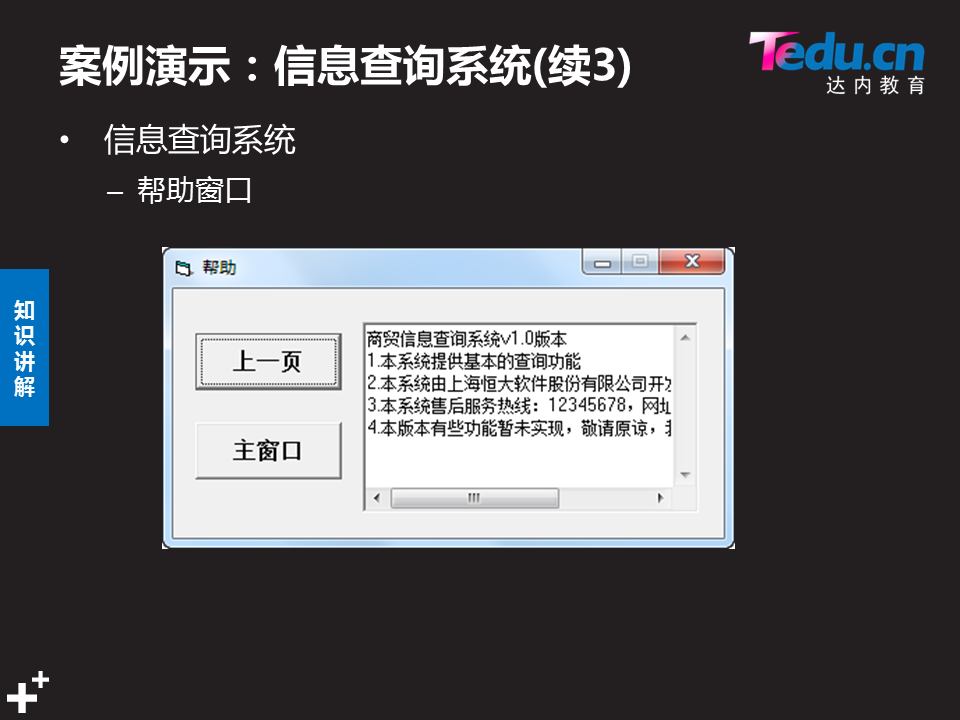 案例演示：信息查询系统(续3)
Tedu.cn
达内教育
• 信息查询系统
– 帮助窗口
知识讲解
帮助
上一页
主窗口
商贸信息查询系统v1.0版本
1.本系统提供基本的查询功能
2.本系统由上海恒大软件股份有限公司开
3.本系统售后服务热线：12345678，网址
4.本版本有些功能暂未实现，敬请原谅，